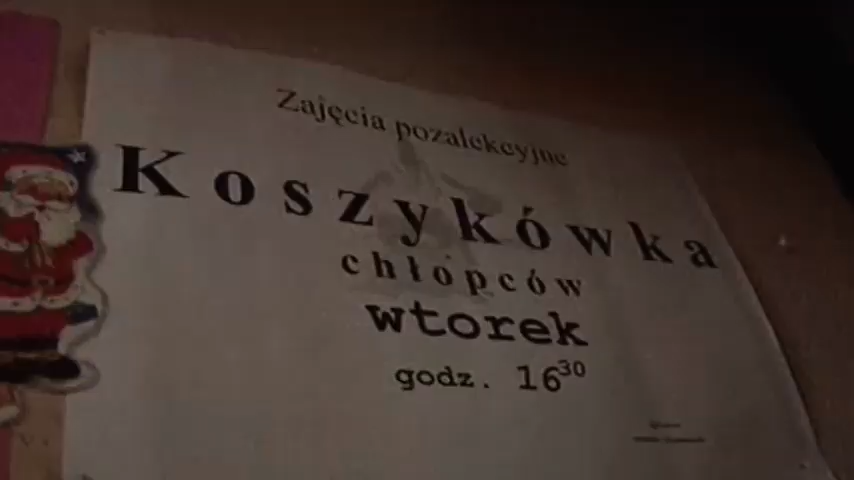 Zajęcia pozalekcyjne
Koszykówka
chłopców
wtorek
godz. 16³⁰